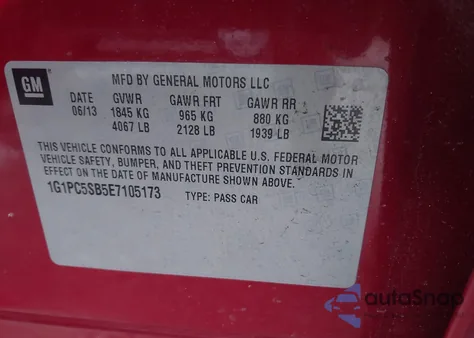 GM
MFD BY GENERAL MOTORS LLC
DATE GVWR GAWR FRT GAWR RR
06/13 1845 KG 965 KG 880 KG
4067 LB 2128 LB 1939 LB
THIS VEHICLE CONFORMS TO ALL APPLICABLE U.S. FEDERAL MOTOR
VEHICLE SAFETY, BUMPER, AND THEFT PREVENTION STANDARDS IN
EFFECT ON THE DATE OF MANUFACTURE SHOWN ABOVE.
1G1PC5SB5E7105173 TYPE: PASS CAR
autoSnap